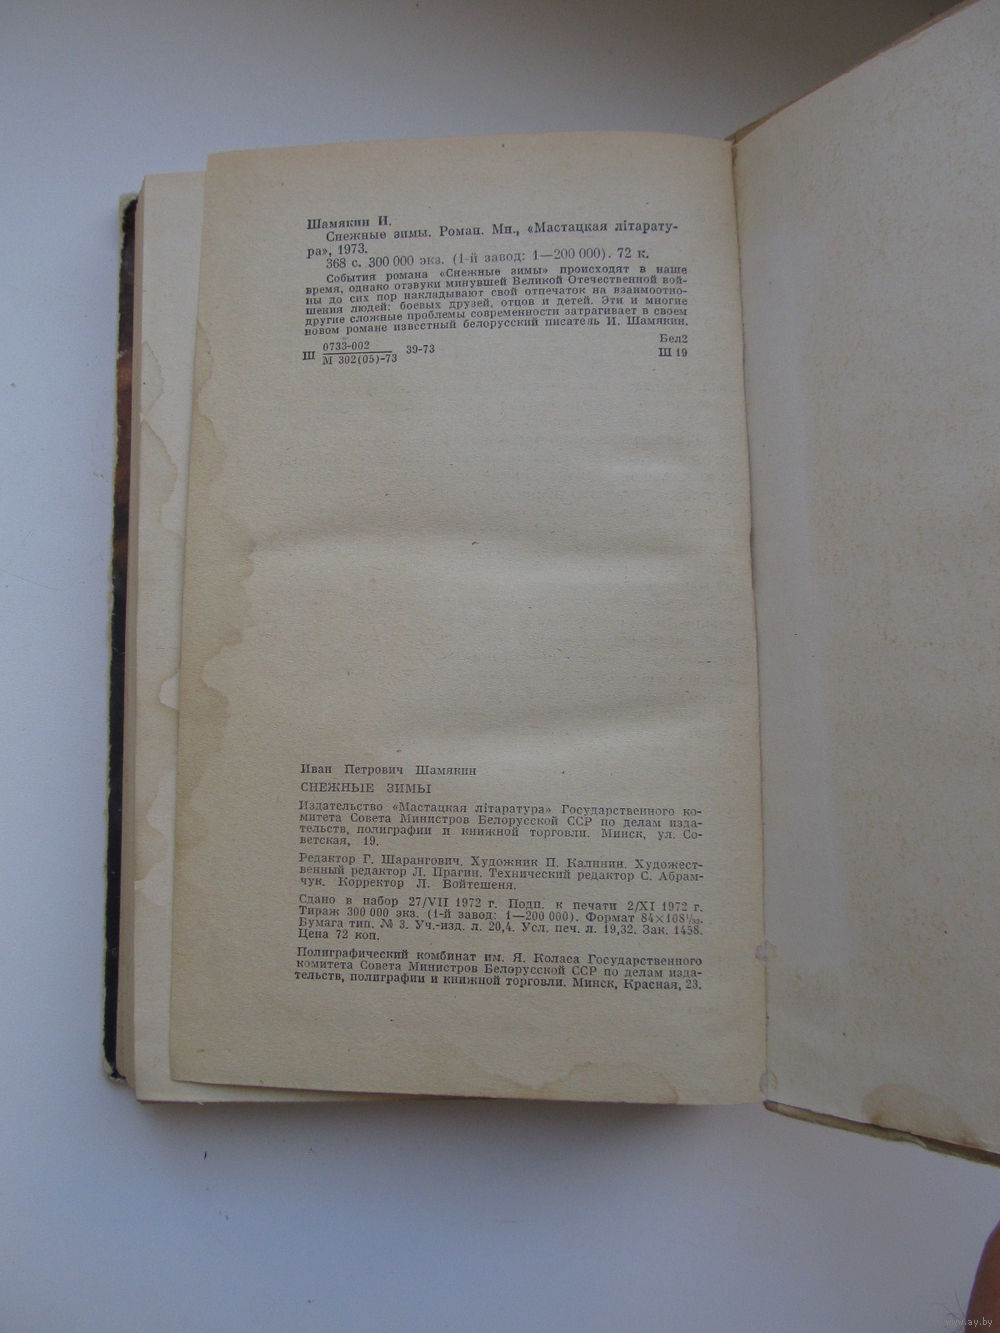 Шамякин И.
Снежные зимы. Роман. Мн., «Мастацкая літарату-
ра», 1973.
368 с. 300 000 экз. (1-й завод: 1—200 000). 72 к.
События романа «Снежные зимы» происходят в наше
время, однако отзвуки минувшей Великой Отечественной вой-
ны до сих пор накладывают свой отпечаток на взаимоотно-
шения людей: боевых друзей, отцов и детей. Эти и многие
другие сложные проблемы современности затрагивает в своем
новом романе известный белорусский писатель И. Шамякин.
Ш 0733-002
М 302(05)-73 39-73
Бел2
Ш 19
Иван Петрович Шамякин
СНЕЖНЫЕ ЗИМЫ
Издательство «Мастацкая літаратура» Государственного ко-
митета Совета Министров Белорусской ССР по делам изда-
тельств, полиграфии и книжной торговли. Минск, ул. Со-
ветская, 19.
Редактор Г. Шарангович. Художник П. Калинин. Художест-
венный редактор Л. Прагин. Технический редактор С. Абрам-
чук. Корректор Л. Войтешеня.
Сдано в набор 27/VII 1972 г. Подп. к печати 2/XI 1972 г.
Тираж 300 000 экз. (1-й завод: 1—200 000). Формат 84×108¹/₃₂.
Бумага тип. № 3. Уч.-изд. л. 20,4. Усл. печ. л. 19,32. Зак. 1458.
Цена 72 коп.
Полиграфический комбинат им. Я. Коласа Государственного
комитета Совета Министров Белорусской ССР по делам изда-
тельств, полиграфии и книжной торговли. Минск, Красная, 23.
www.ay.by